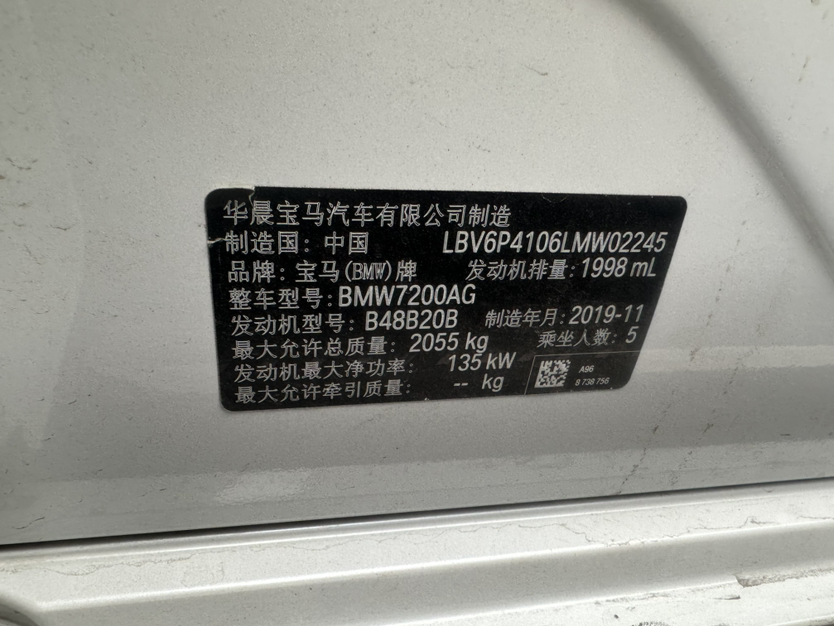 华晨宝马汽车有限公司制造
制造国：中国 LBV6P4106LMW02245
品牌：宝马(BMW)牌 发动机排量：1998 mL
整车型号：BMW7200AG
发动机型号：B48B20B 制造年月：2019-11
最大允许总质量：2055 kg 乘坐人数：5
发动机最大净功率：135 kW
最大允许牵引质量：-- kg
A96
8 738 756